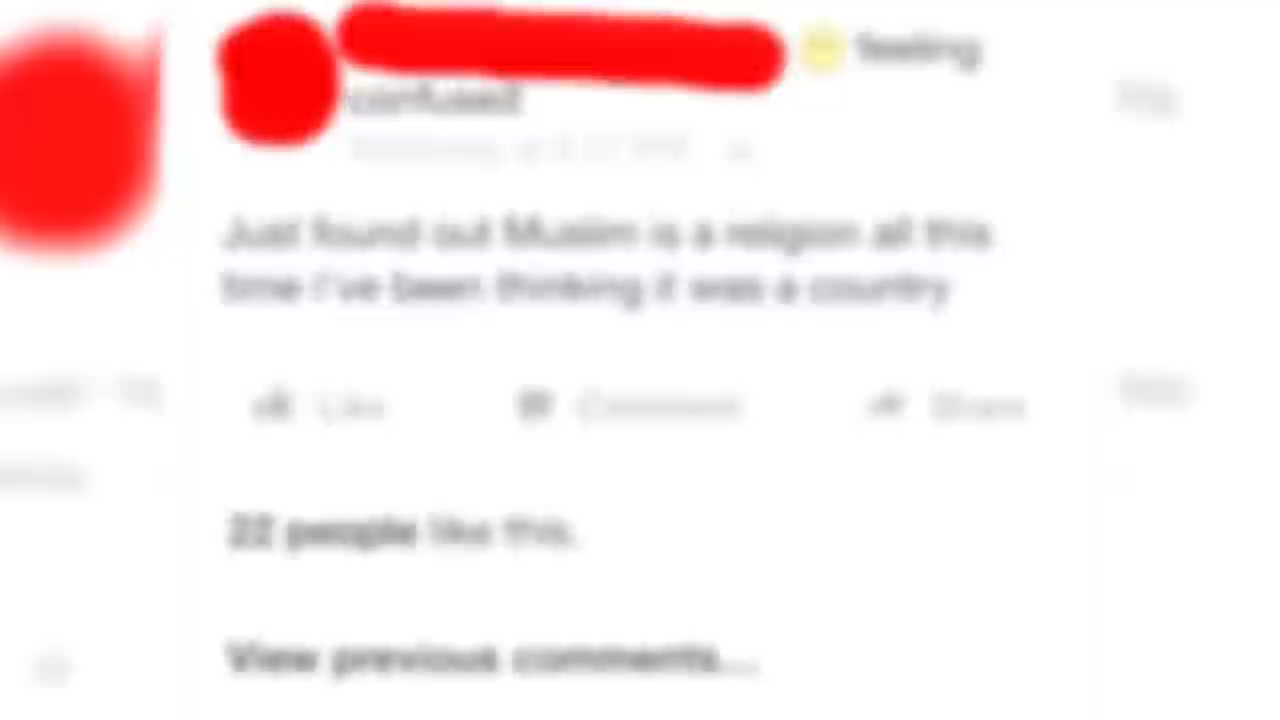 feeling
confused
Just found out Muslim is a religion all this
time I've been thinking it was a country
Like Comment Share
22 people like this.
View previous comments...